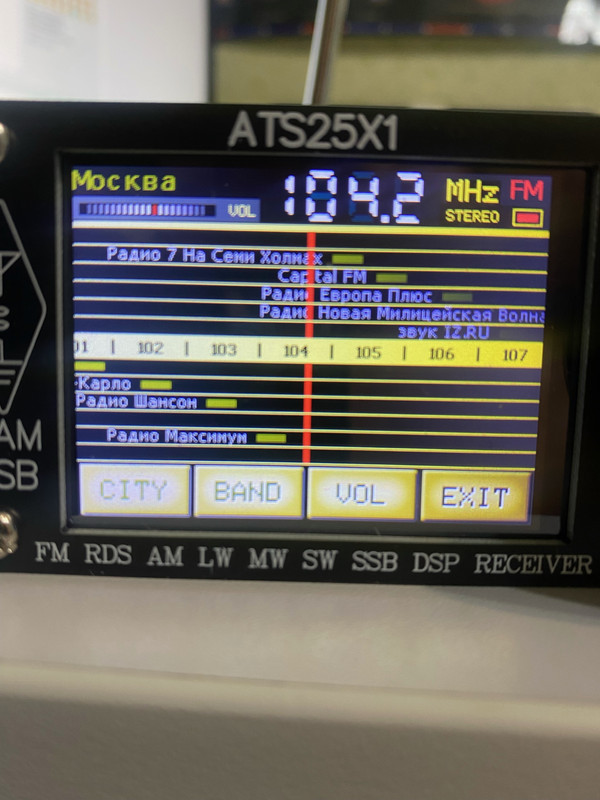 ATS25X1
Москва
VOL
104.2 MHz FM
STEREO
Радио 7 На Семи Холмах
Capital FM
Радио Европа Плюс
Радио Новая Милицейская Волна
звук IZ.RU
01 | 102 | 103 | 104 | 105 | 106 | 107
Карло
Радио Шансон
Радио Максимум
CITY BAND VOL EXIT
AM
SB
FM RDS AM LW MW SW SSB DSP RECEIVER